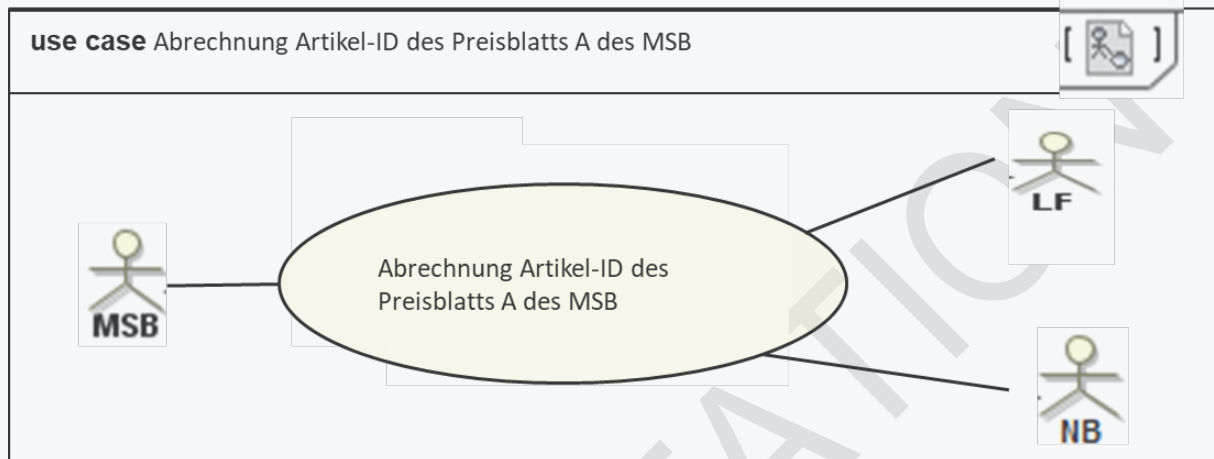 use case Abrechnung Artikel-ID des Preisblatts A des MSB
LF
Abrechnung Artikel-ID des
Preisblatts A des MSB
MSB
NB